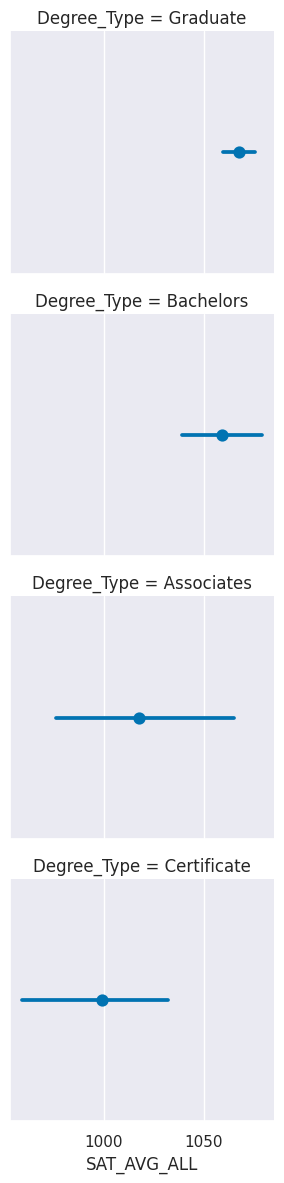 Degree_Type = Graduate
Degree_Type = Bachelors
Degree_Type = Associates
Degree_Type = Certificate
1000 1050
SAT_AVG_ALL